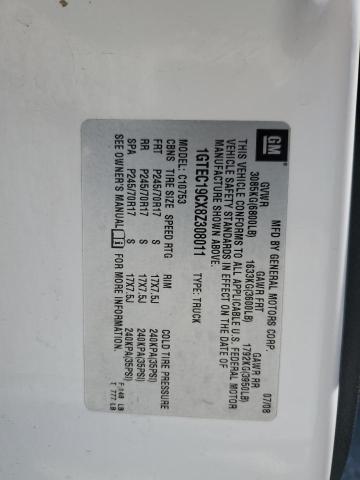 GM
MFD BY GENERAL MOTORS CORP. 07/08
GVWR GAWR FRT GAWR RR
3085KG(6800LB) 1633KG(3600LB) 1792KG(3950LB)
THIS VEHICLE CONFORMS TO ALL APPLICABLE U.S. FEDERAL MOTOR
VEHICLE SAFETY STANDARDS IN EFFECT ON THE DATE OF
MANUFACTURE SHOWN ABOVE.
1GTEC19CX8Z308011 TYPE: TRUCK
MODEL: C10753
CBNS TIRE SIZE SPEED RTG RIM COLD TIRE PRESSURE
FRT P245/70R17 S 17X7.5J 240KPA(35PSI)
RR P245/70R17 S 17X7.5J 240KPA(35PSI)
SPA P245/70R17 S 17X7.5J 240KPA(35PSI)
SEE OWNER'S MANUAL i FOR MORE INFORMATION. F:148 LB
T 777 LB